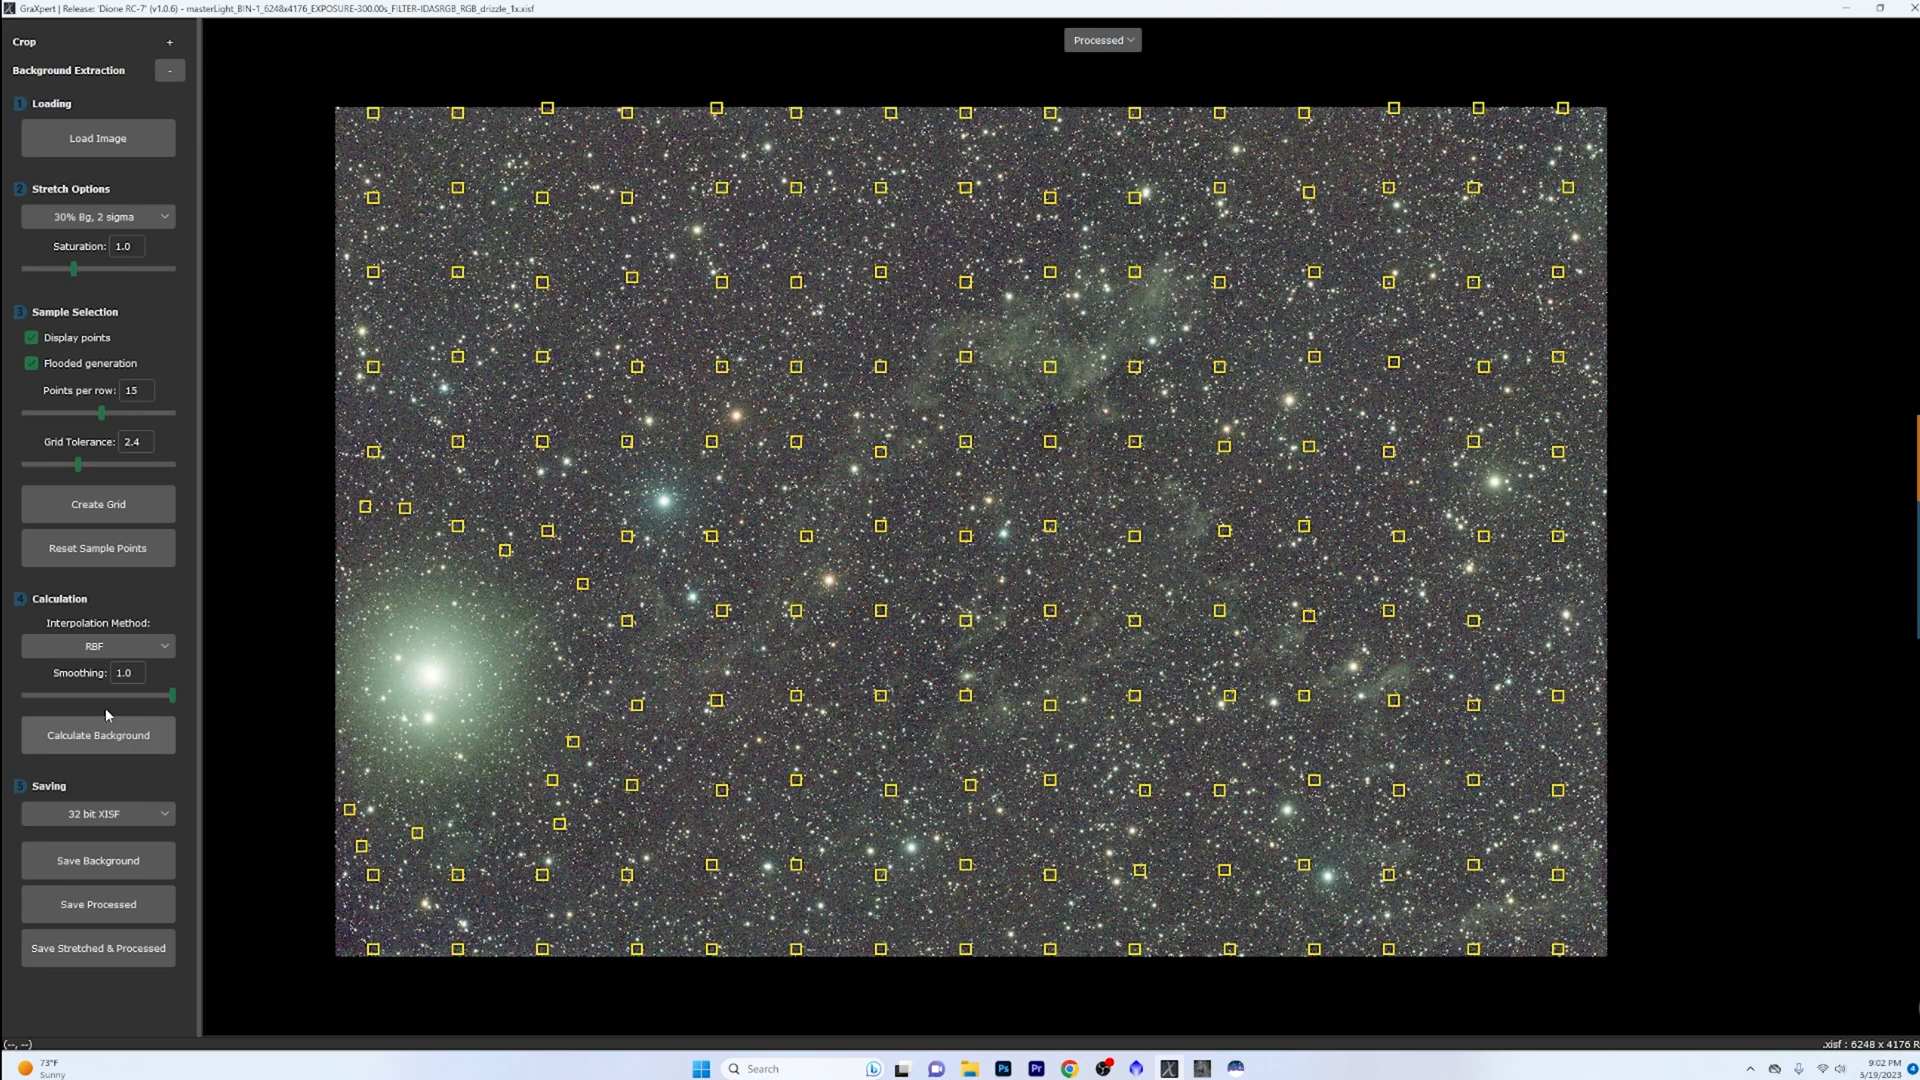 GraXpert | Release: 'Dione RC-7' (v1.0.6) - masterLight_BIN-1_6248x4176_EXPOSURE-300.00s_FILTER-IDASRGB_RGB_drizzle_1x.xisf
Processed
Crop +
Background Extraction -
1 Loading
Load Image
2 Stretch Options
30% Bg, 2 sigma
Saturation: 1.0
3 Sample Selection
Display points
Flooded generation
Points per row: 15
Grid Tolerance: 2.4
Create Grid
Reset Sample Points
4 Calculation
Interpolation Method:
RBF
Smoothing: 1.0
Calculate Background
5 Saving
32 bit XISF
Save Background
Save Processed
Save Stretched & Processed
(--, --)
.xisf : 6248 x 4176 R
73°F
Sunny
Search
Ps
Pr
9:02 PM
5/19/2023
4